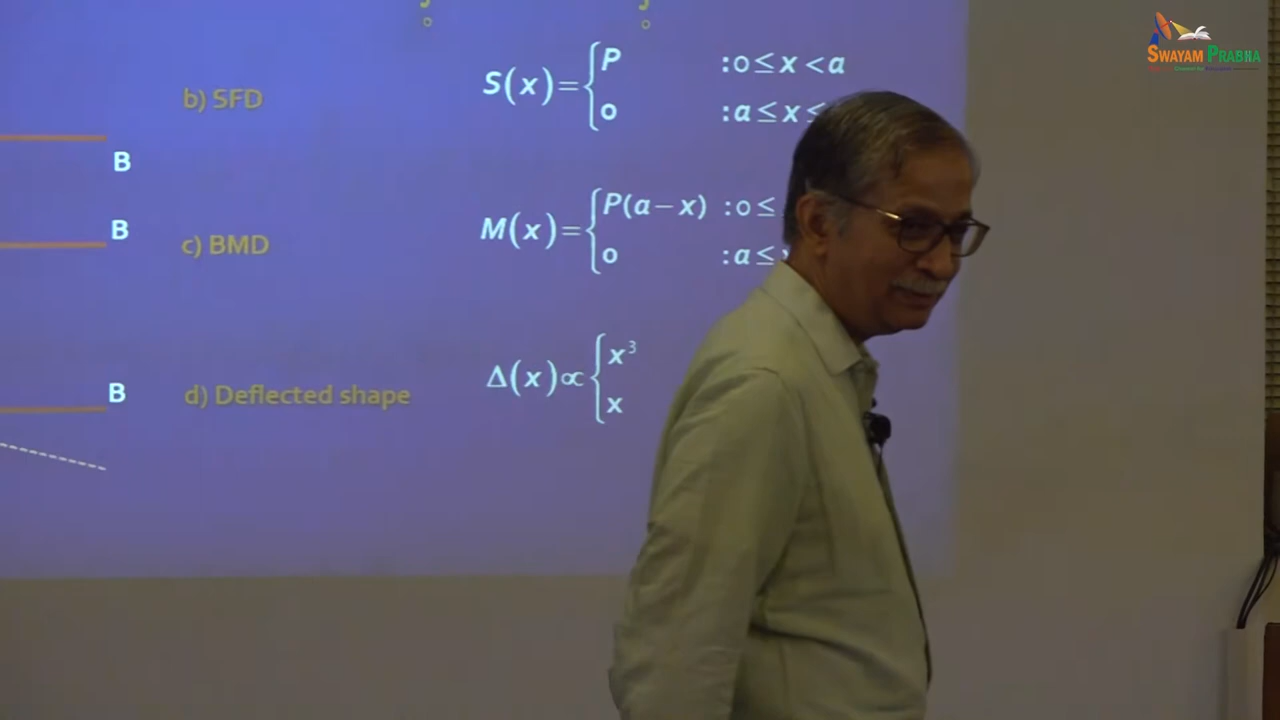 SWAYAM PRABHA
b) SFD
S(x)={P :0≤x<a
0 :a≤x≤
B
B
c) BMD
M(x)={P(a−x) :0≤
0 :a≤
d) Deflected shape
Δ(x)∝{x³
x
B